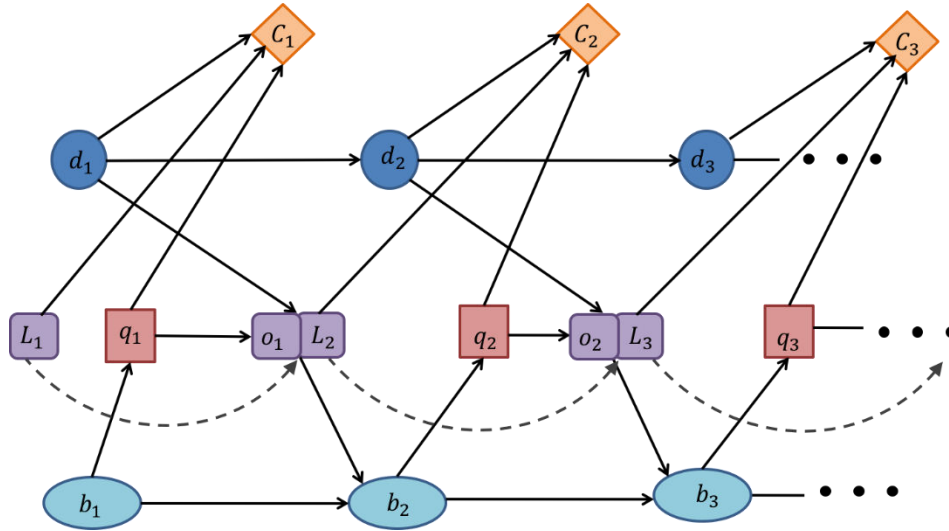 C₁ C₂ C₃
d₁ d₂ d₃ • • •
L₁ q₁ o₁ L₂ q₂ o₂ L₃ q₃ • • •
b₁ b₂ b₃ • • •